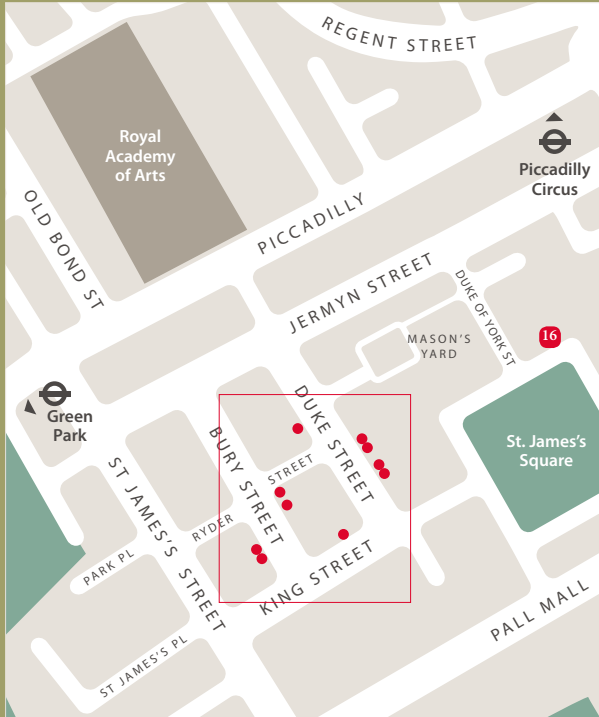 REGENT STREET
Royal
Academy
of Arts
Piccadilly
Circus
OLD BOND ST
PICCADILLY
JERMYN STREET
DUKE OF YORK ST
MASON'S
YARD
16
Green
Park
DUKE STREET
BURY STREET
St. James's
Square
ST JAMES'S STREET
RYDER STREET
PARK PL
KING STREET
PALL MALL
ST JAMES'S PL